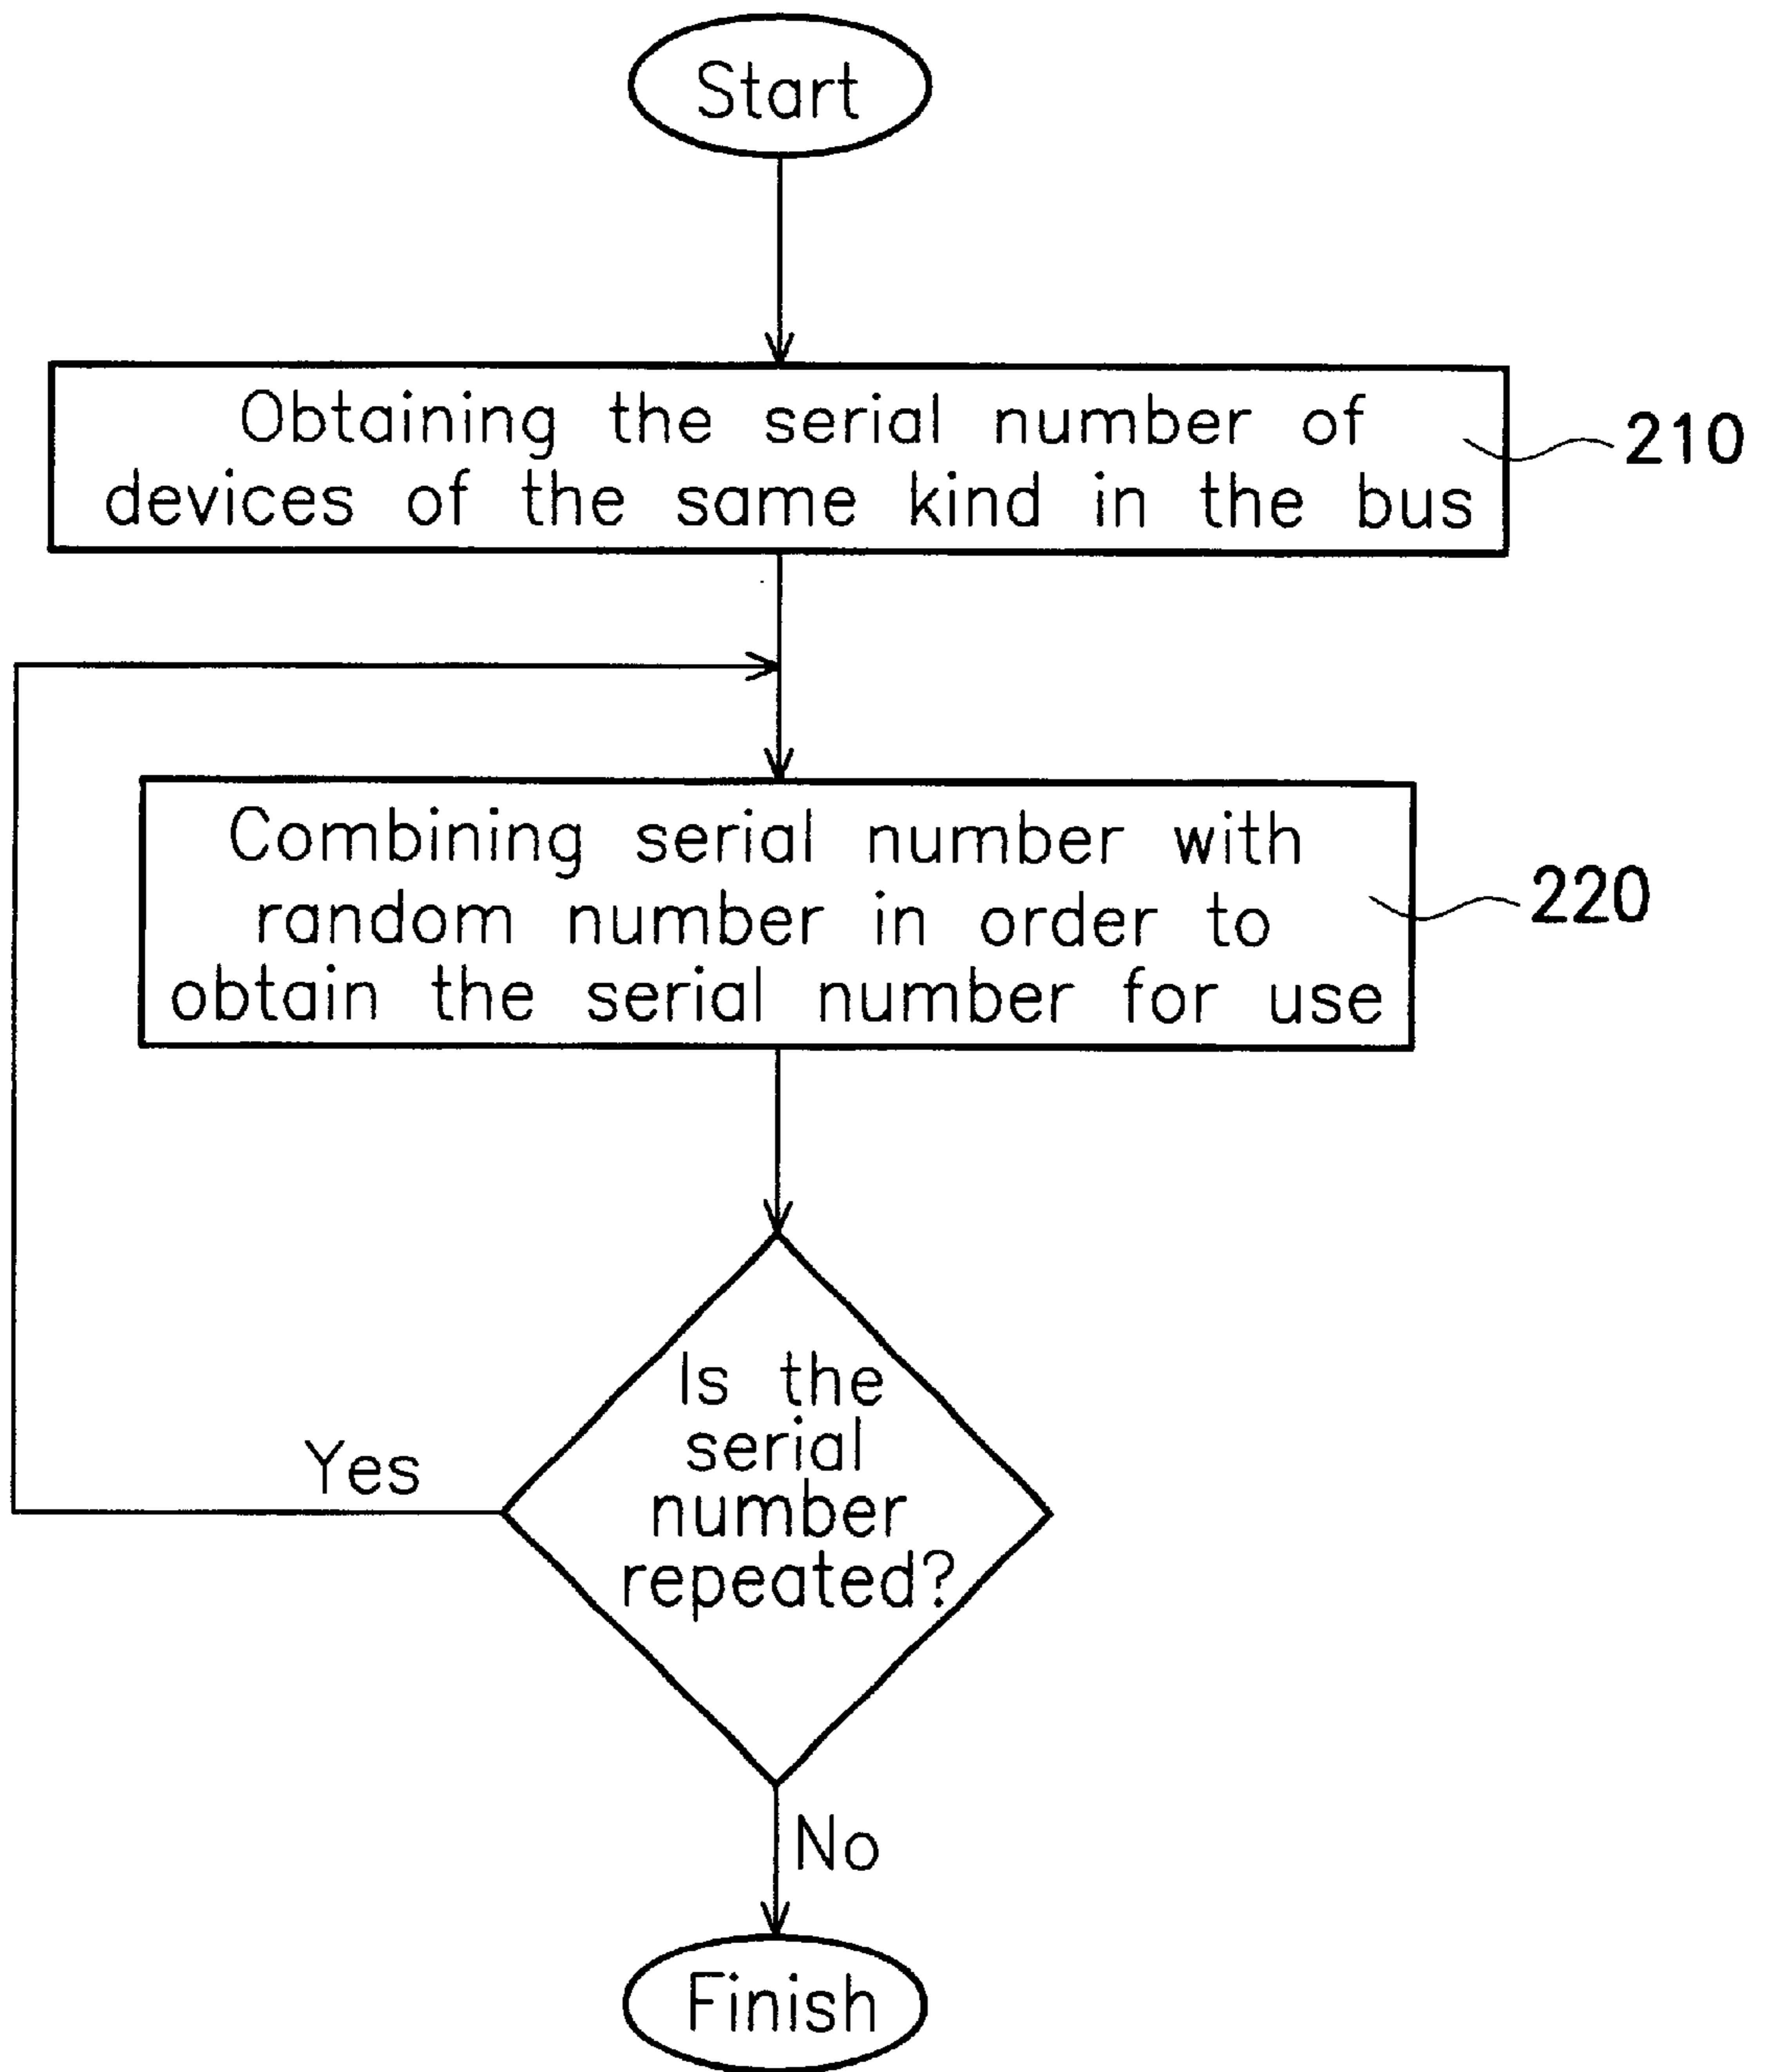 Start
Obtaining the serial number of
devices of the same kind in the bus
210
Combining serial number with
random number in order to
obtain the serial number for use
220
Is the
serial
number
repeated?
Yes
No
Finish